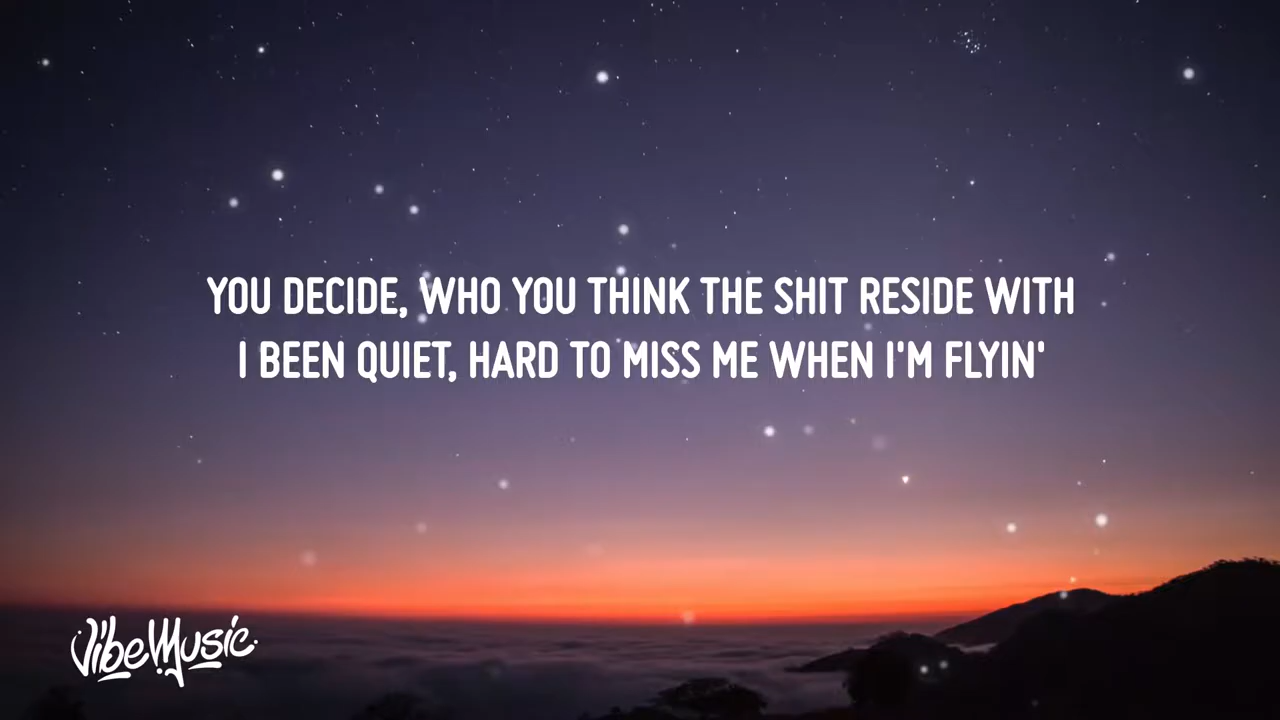 YOU DECIDE, WHO YOU THINK THE SHIT RESIDE WITH
I BEEN QUIET, HARD TO MISS ME WHEN I'M FLYIN'
VibeMusic